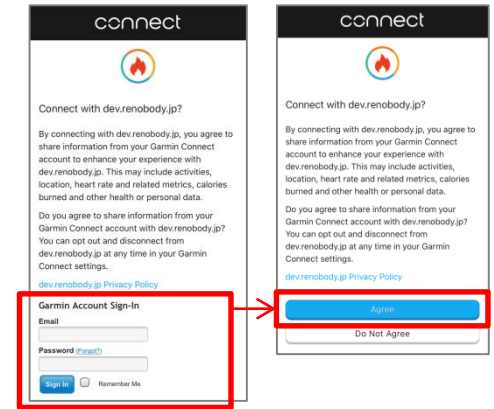 connect
Connect with dev.renobody.jp?
By connecting with dev.renobody.jp, you agree to
share information from your Garmin Connect
account to enhance your experience with
dev.renobody.jp. This may include activities,
location, heart rate and related metrics, calories
burned and other health or personal data.
Do you agree to share information from your
Garmin Connect account with dev.renobody.jp?
You can opt out and disconnect from
dev.renobody.jp at any time in your Garmin
Connect settings.
dev.renobody.jp Privacy Policy
Garmin Account Sign-In
Email
Password (Forgot?)
Sign In Remember Me
connect
Connect with dev.renobody.jp?
By connecting with dev.renobody.jp, you agree to
share information from your Garmin Connect
account to enhance your experience with
dev.renobody.jp. This may include activities,
location, heart rate and related metrics, calories
burned and other health or personal data.
Do you agree to share information from your
Garmin Connect account with dev.renobody.jp?
You can opt out and disconnect from
dev.renobody.jp at any time in your Garmin
Connect settings.
dev.renobody.jp Privacy Policy
Agree
Do Not Agree